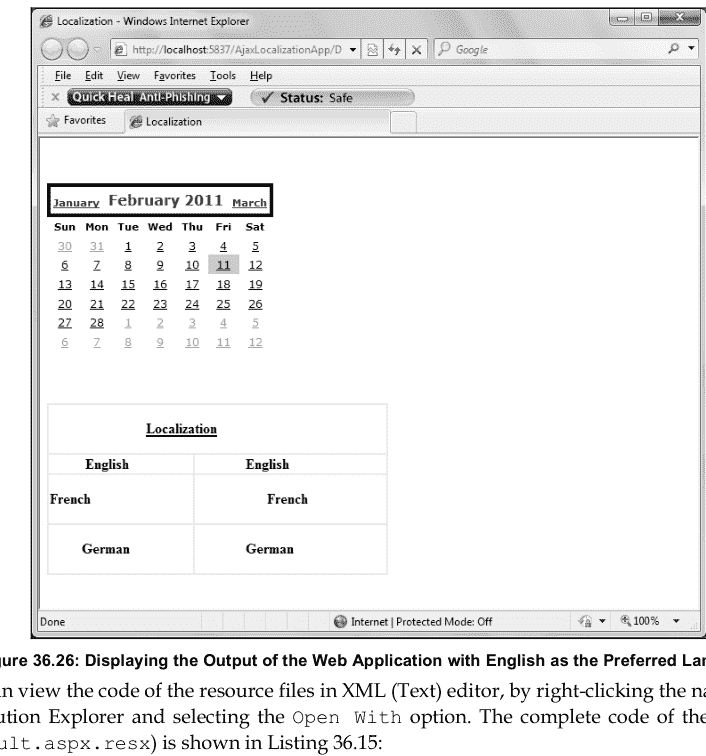 Localization - Windows Internet Explorer
http://localhost:5837/AjaxLocalizationApp/D
Google
File Edit View Favorites Tools Help
Quick Heal Anti-Phishing Status: Safe
Favorites Localization
January February 2011 March
Sun Mon Tue Wed Thu Fri Sat
30 31 1 2 3 4 5
6 7 8 9 10 11 12
13 14 15 16 17 18 19
20 21 22 23 24 25 26
27 28 1 2 3 4 5
6 7 8 9 10 11 12
Localization
English English
French French
German German
Done Internet | Protected Mode: Off 100%
gure 36.26: Displaying the Output of the Web Application with English as the Preferred Lan
n view the code of the resource files in XML (Text) editor, by right-clicking the na
ution Explorer and selecting the Open With option. The complete code of the
ult.aspx.resx) is shown in Listing 36.15: